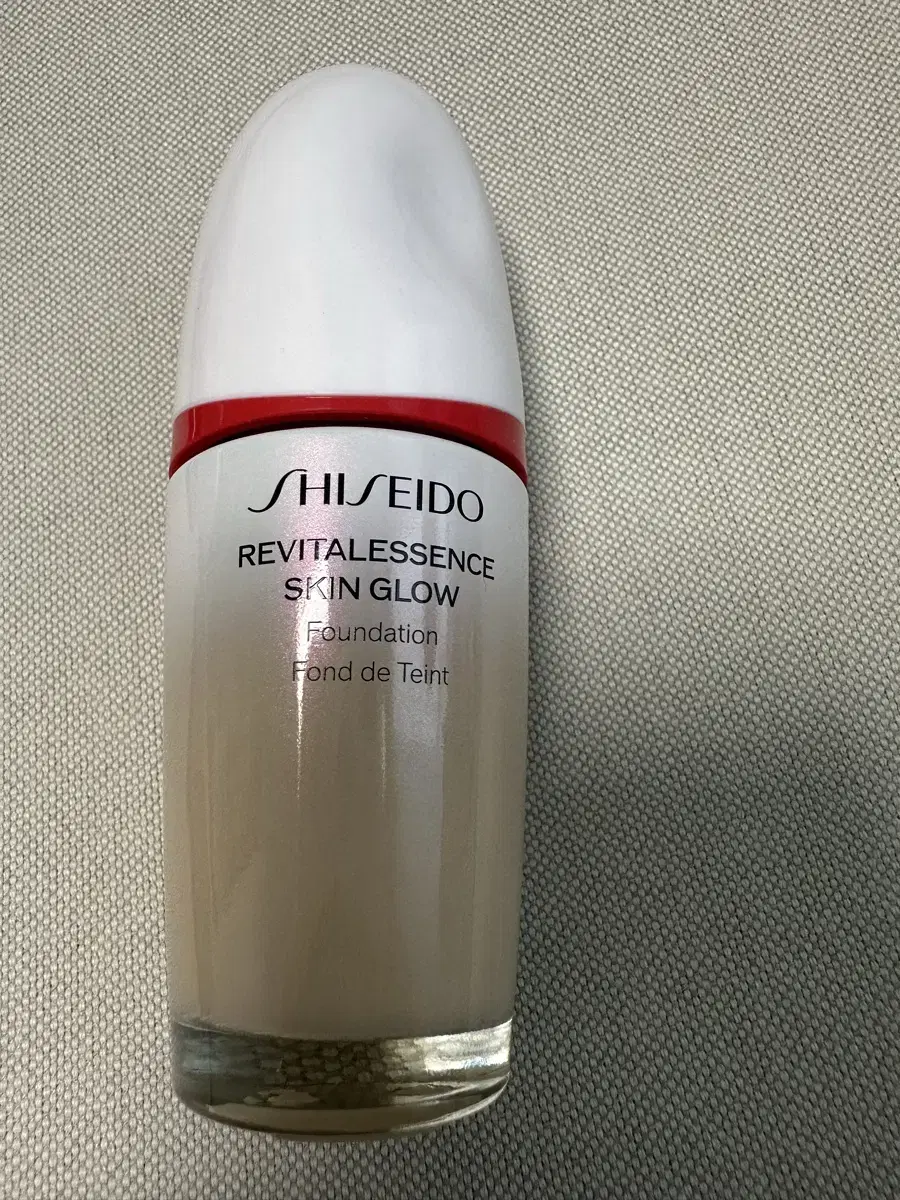 SHISEIDO
REVITALESSENCE
SKIN GLOW
Foundation
Fond de Teint